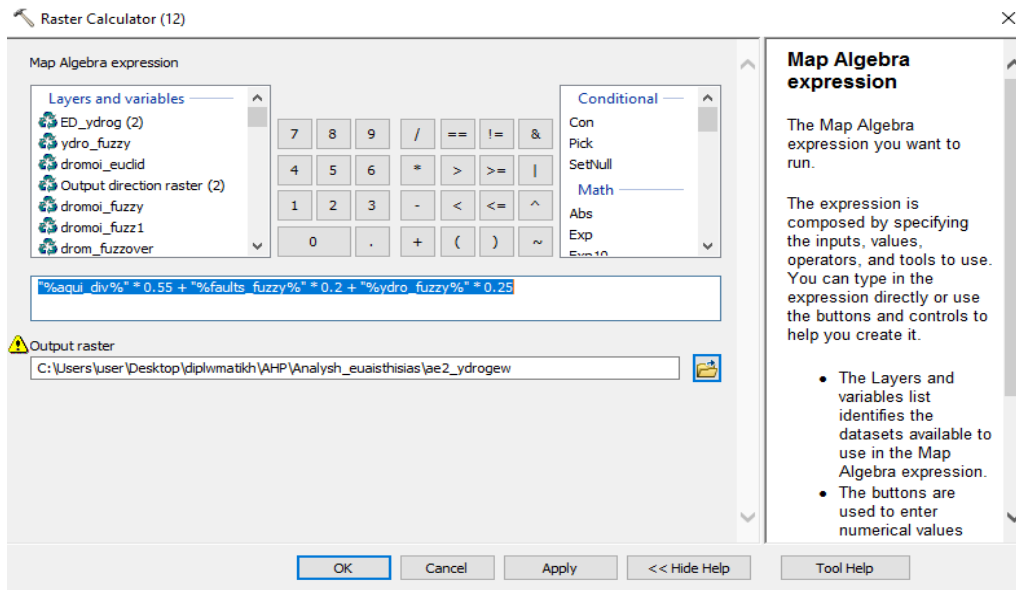 Raster Calculator (12)
Map Algebra expression
Layers and variables
ED_ydrog (2)
ydro_fuzzy
dromoi_euclid
Output direction raster (2)
dromoi_fuzzy
dromoi_fuzz1
drom_fuzzover
7 8 9 / == != &
4 5 6 * > >= |
1 2 3 - < <= ^
0 . + ( ) ~
Conditional
Con
Pick
SetNull
Math
Abs
Exp
Exp10
"%aqui_div%" * 0.55 + "%faults_fuzzy%" * 0.2 + "%ydro_fuzzy%" * 0.25
Output raster
C:\Users\user\Desktop\diplwmatikh\AHP\Analysh_euaisthisias\ae2_ydrogew
OK Cancel Apply << Hide Help Tool Help
Map Algebra
expression
The Map Algebra
expression you want to
run.
The expression is
composed by specifying
the inputs, values,
operators, and tools to use.
You can type in the
expression directly or use
the buttons and controls to
help you create it.
• The Layers and
variables list
identifies the
datasets available to
use in the Map
Algebra expression.
• The buttons are
used to enter
numerical values